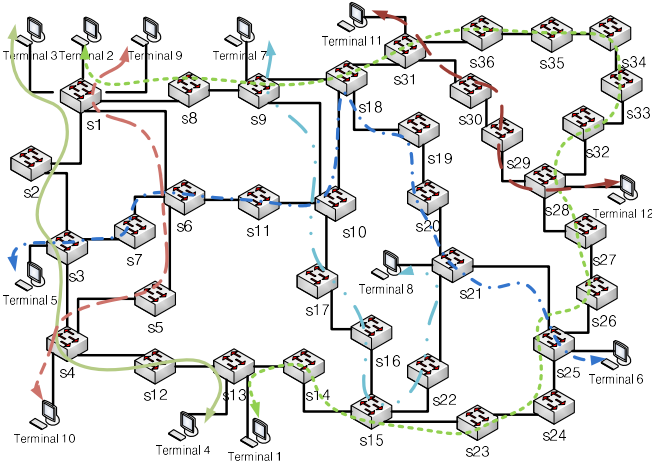 Terminal 3
Terminal 2
Terminal 9
Terminal 7
Terminal 11
s31
s36
s35
s34
s1
s8
s9
s18
s30
s33
s19
s29
s32
s2
s28
Terminal 12
s3
s7
s6
s11
s10
s20
s27
Terminal 5
s5
s17
Terminal 8
s21
s26
s4
s16
s25
Terminal 6
s12
s13
s14
s22
Terminal 10
Terminal 4
Terminal 1
s15
s23
s24